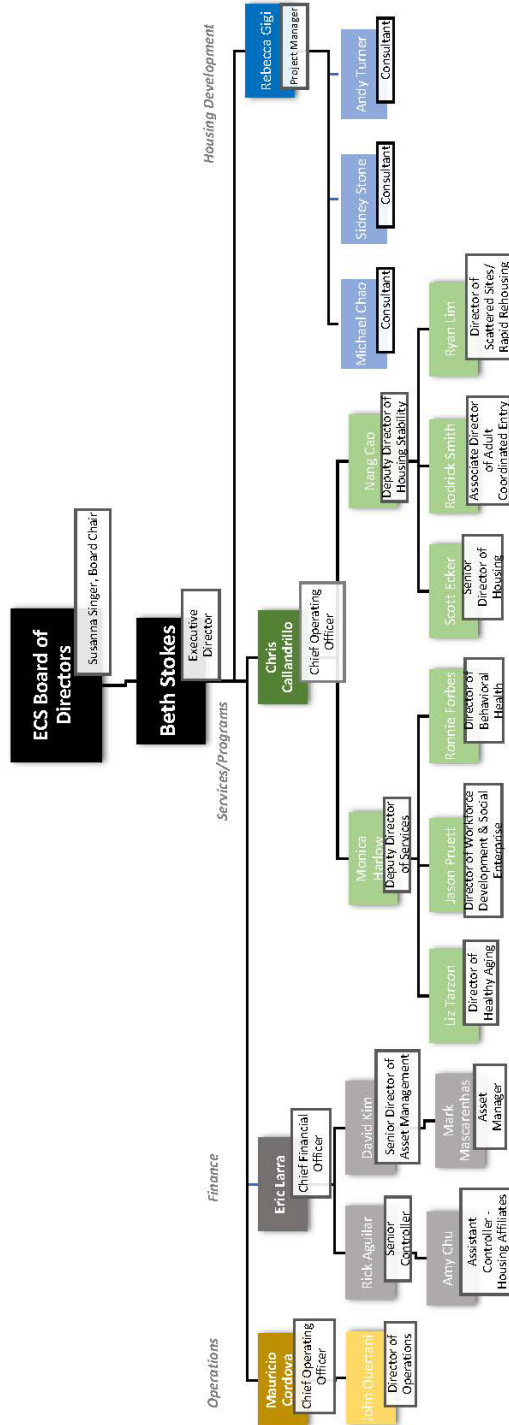 ECS Board of
Directors
Susanna Singer, Board Chair
Beth Stokes
Executive
Director
Operations
Finance
Services/Programs
Housing Development
Mauricio
Cordova
Chief Operating
Officer
John Ouertani
Director of
Operations
Eric Larra
Chief Financial
Officer
Rick Aguilar
Senior
Controller
Amy Chu
Assistant
Controller -
Housing Affiliates
David Kim
Senior Director of
Asset Management
Mark
Mascarenhas
Asset
Manager
Chris
Callandrillo
Chief Operating
Officer
Monica
Harlow
Deputy Director
of Services
Liz Tarzon
Director of
Healthy Aging
Jason Pruett
Director of Workforce
Development & Social
Enterprise
Ronnie Forbes
Director of
Behavioral
Health
Nang Cao
Deputy Director of
Housing Stability
Scott Ecker
Senior
Director of
Housing
Rodrick Smith
Associate Director
of Adult
Coordinated Entry
Ryan Lim
Director of
Scattered Sites/
Rapid Rehousing
Rebecca Gigi
Project Manager
Michael Chao
Consultant
Sidney Stone
Consultant
Andy Turner
Consultant